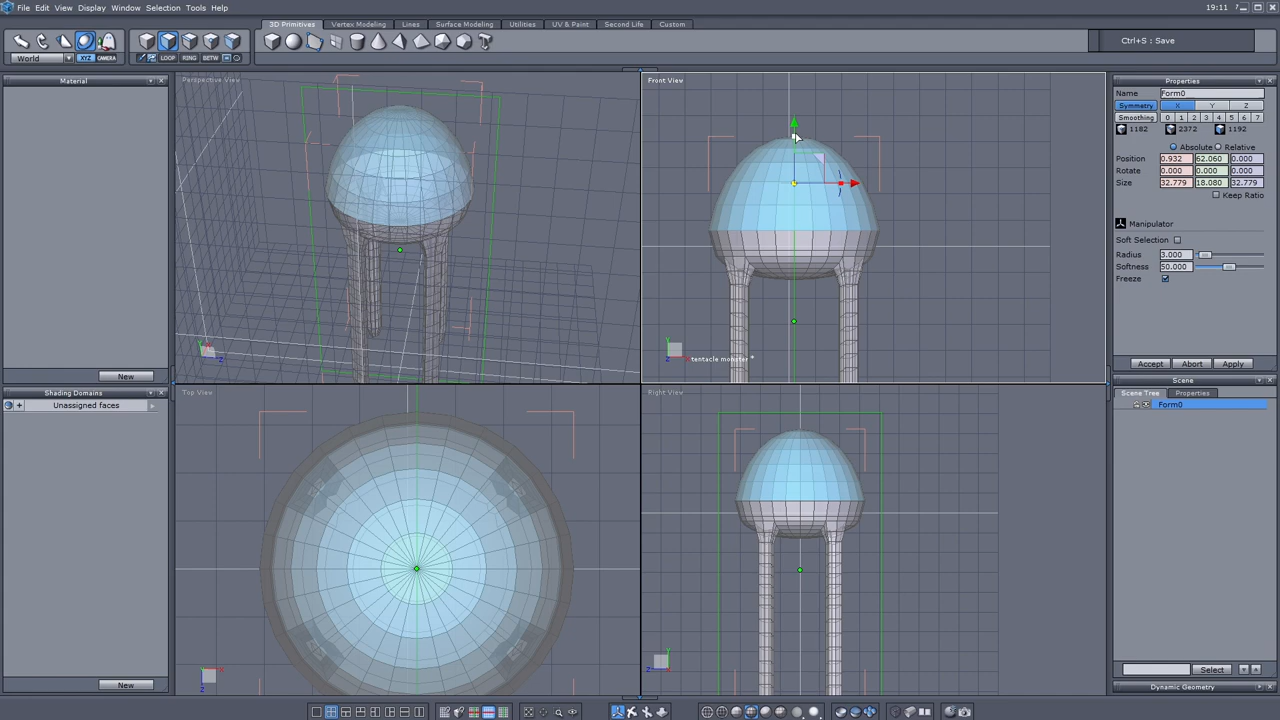 File Edit View Display Window Selection Tools Help
19:11
3D Primitives Vertex Modeling Lines Surface Modeling Utilities UV & Paint Second Life Custom
Ctrl+S : Save
World XYZ CAMERA LOOP RING BETW
Material
New
Shading Domains
Unassigned faces
New
Perspective View
Front View
tentacle monster *
Top View
Right View
Properties
Name Form0
Symmetry X Y Z
Smoothing 0 1 2 3 4 5 6 7
1182 2372 1192
Absolute Relative
Position 0.932 62.060 0.000
Rotation 0.000 0.000 0.000
Size 32.779 18.080 32.779
Keep Ratio
Manipulator
Soft Selection
Radius 3.000
Softness 50.000
Freeze
Accept Abort Apply
Scene
Scene Tree Properties
Form0
Select
Dynamic Geometry